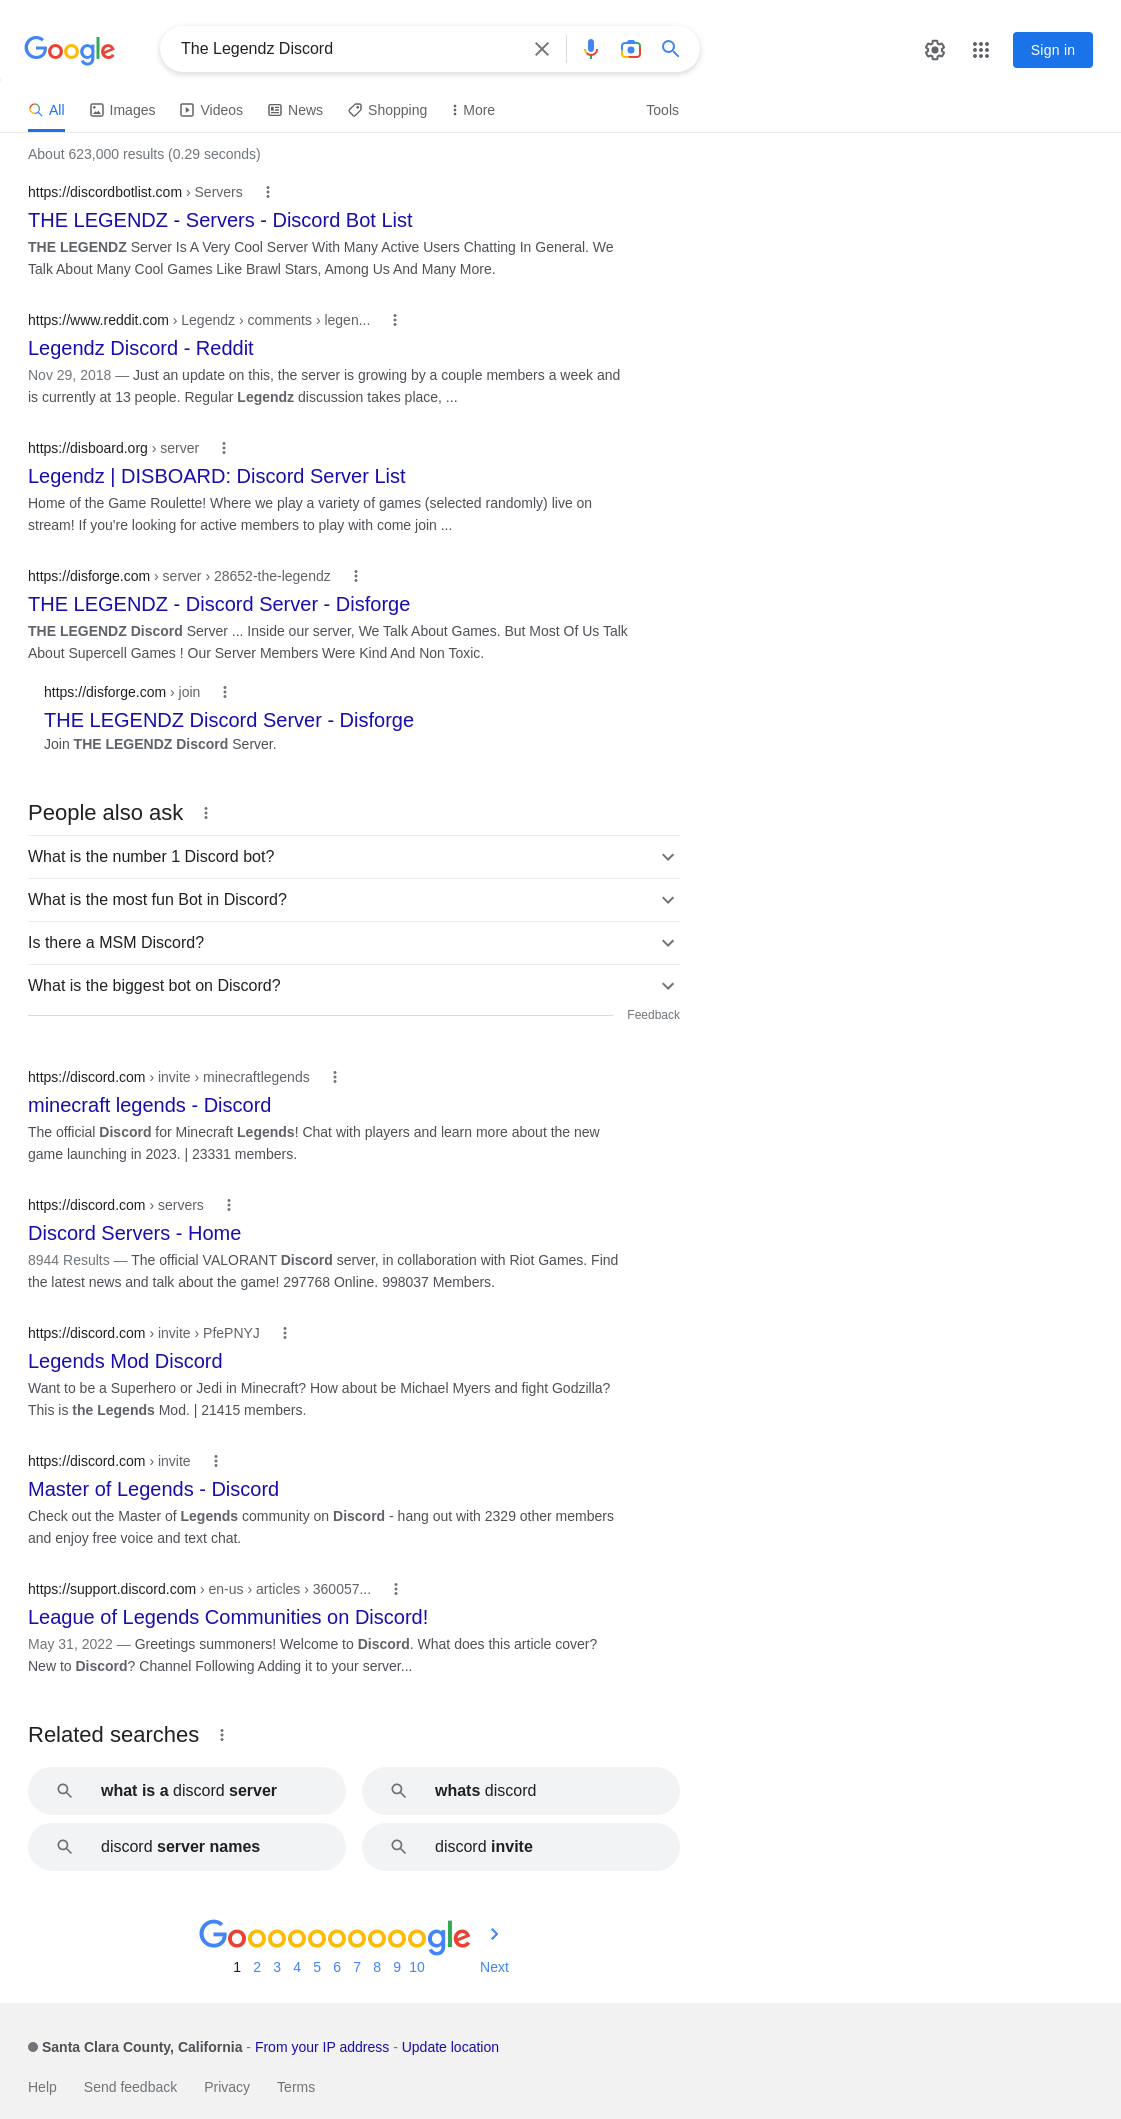 Google
The Legendz Discord
Sign in
All Images Videos News Shopping More Tools
About 623,000 results (0.29 seconds)
https://discordbotlist.com › Servers
THE LEGENDZ - Servers - Discord Bot List
THE LEGENDZ Server Is A Very Cool Server With Many Active Users Chatting In General. We
Talk About Many Cool Games Like Brawl Stars, Among Us And Many More.
https://www.reddit.com › Legendz › comments › legen...
Legendz Discord - Reddit
Nov 29, 2018 — Just an update on this, the server is growing by a couple members a week and
is currently at 13 people. Regular Legendz discussion takes place, ...
https://disboard.org › server
Legendz | DISBOARD: Discord Server List
Home of the Game Roulette! Where we play a variety of games (selected randomly) live on
stream! If you're looking for active members to play with come join ...
https://disforge.com › server › 28652-the-legendz
THE LEGENDZ - Discord Server - Disforge
THE LEGENDZ Discord Server ... Inside our server, We Talk About Games. But Most Of Us Talk
About Supercell Games ! Our Server Members Were Kind And Non Toxic.
https://disforge.com › join
THE LEGENDZ Discord Server - Disforge
Join THE LEGENDZ Discord Server.
People also ask
What is the number 1 Discord bot?
What is the most fun Bot in Discord?
Is there a MSM Discord?
What is the biggest bot on Discord?
Feedback
https://discord.com › invite › minecraftlegends
minecraft legends - Discord
The official Discord for Minecraft Legends! Chat with players and learn more about the new
game launching in 2023. | 23331 members.
https://discord.com › servers
Discord Servers - Home
8944 Results — The official VALORANT Discord server, in collaboration with Riot Games. Find
the latest news and talk about the game! 297768 Online. 998037 Members.
https://discord.com › invite › PfePNYJ
Legends Mod Discord
Want to be a Superhero or Jedi in Minecraft? How about be Michael Myers and fight Godzilla?
This is the Legends Mod. | 21415 members.
https://discord.com › invite
Master of Legends - Discord
Check out the Master of Legends community on Discord - hang out with 2329 other members
and enjoy free voice and text chat.
https://support.discord.com › en-us › articles › 360057...
League of Legends Communities on Discord!
May 31, 2022 — Greetings summoners! Welcome to Discord. What does this article cover?
New to Discord? Channel Following Adding it to your server...
Related searches
what is a discord server
whats discord
discord server names
discord invite
Goooooooooogle
1 2 3 4 5 6 7 8 9 10 Next
Santa Clara County, California - From your IP address - Update location
Help Send feedback Privacy Terms